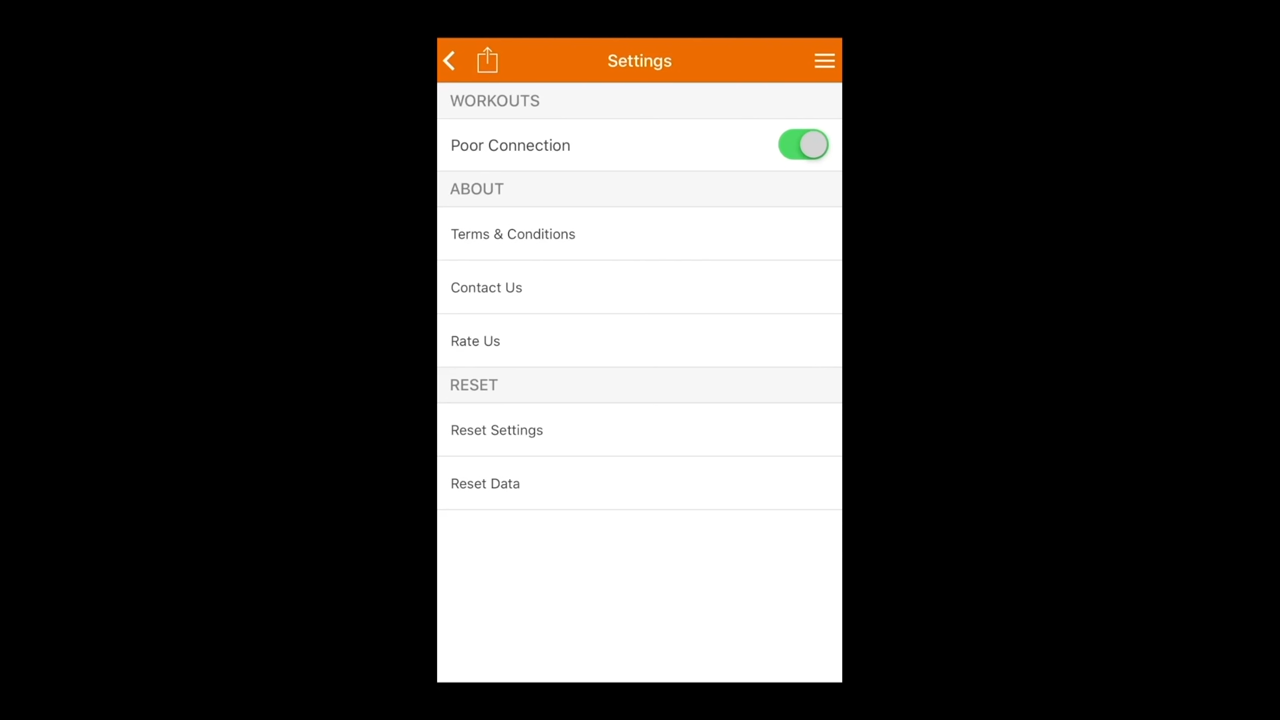 Settings
WORKOUTS
Poor Connection
ABOUT
Terms & Conditions
Contact Us
Rate Us
RESET
Reset Settings
Reset Data